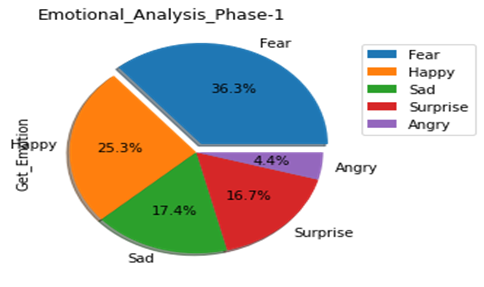 Emotional_Analysis_Phase-1
Fear
36.3%
Happy
25.3%
Get_Emotion
17.4%
Sad
16.7%
Surprise
4.4%
Angry
Fear
Happy
Sad
Surprise
Angry